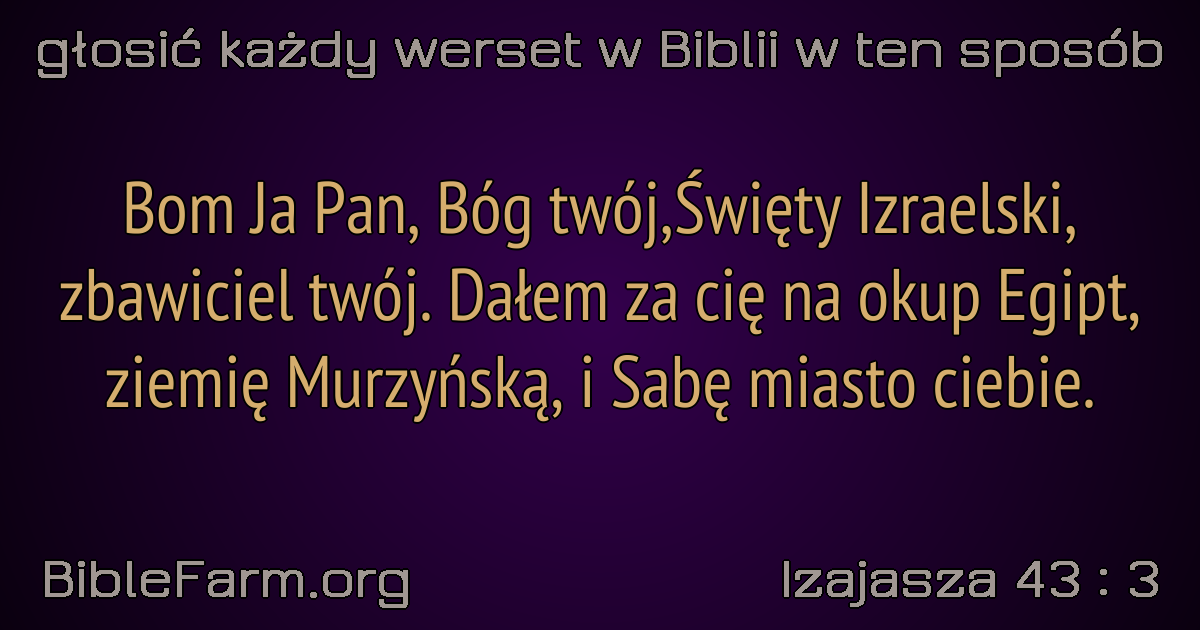 głosić każdy werset w Biblii w ten sposób
Bom Ja Pan, Bóg twój,Święty Izraelski,
zbawiciel twój. Dałem za cię na okup Egipt,
ziemię Murzyńską, i Sabę miasto ciebie.
BibleFarm.org
Izajasza 43 : 3